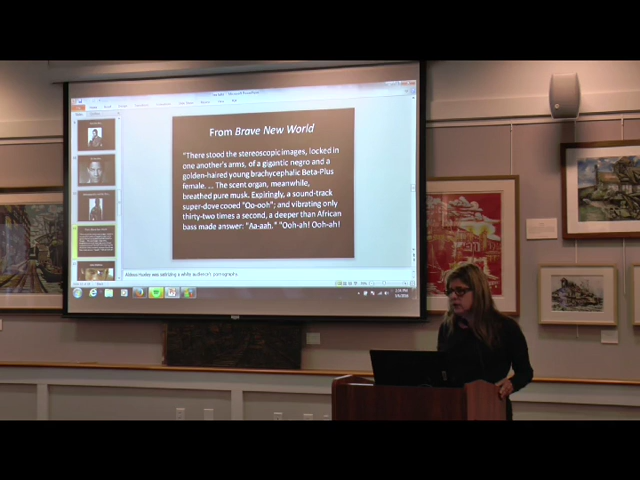 From Brave New World
"There stood the stereoscopic images, locked in
one another's arms, of a gigantic negro and a
golden-haired young brachycephalic Beta-Plus
female. ... The scent organ, meanwhile,
breathed pure musk. Expiringly, a sound-track
super-dove cooed "Oo-ooh"; and vibrating only
thirty-two times a second, a deeper than African
bass made answer: "Aa-aah." "Ooh-ah! Ooh-ah!